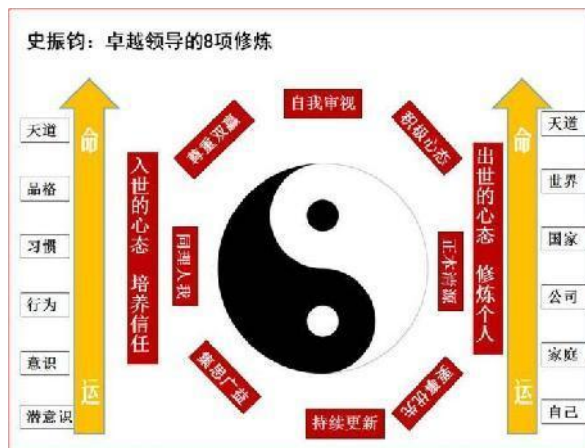 史振钧：卓越领导的8项修炼
自我审视
尊重双赢
积极心态
命
命
天道
品格
习惯
行为
意识
潜意识
入世的心态 培养信任
同理人我
正本清源
出世的心态 修炼个人
天道
世界
国家
公司
家庭
自己
集思广益
要事优先
持续更新
运
运